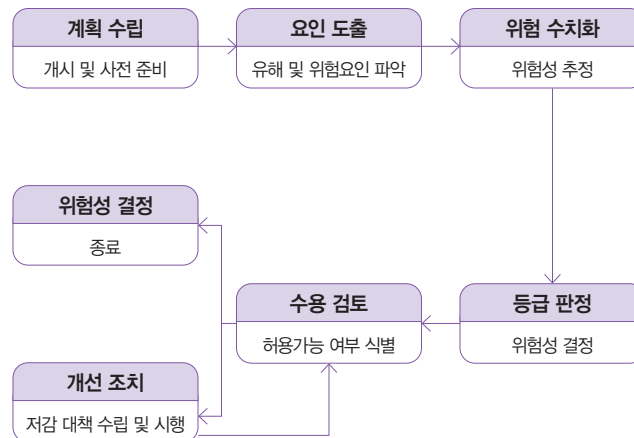 계획 수립
개시 및 사전 준비
요인 도출
유해 및 위험요인 파악
위험 수치화
위험성 추정
위험성 결정
종료
수용 검토
허용가능 여부 식별
등급 판정
위험성 결정
개선 조치
저감 대책 수립 및 시행